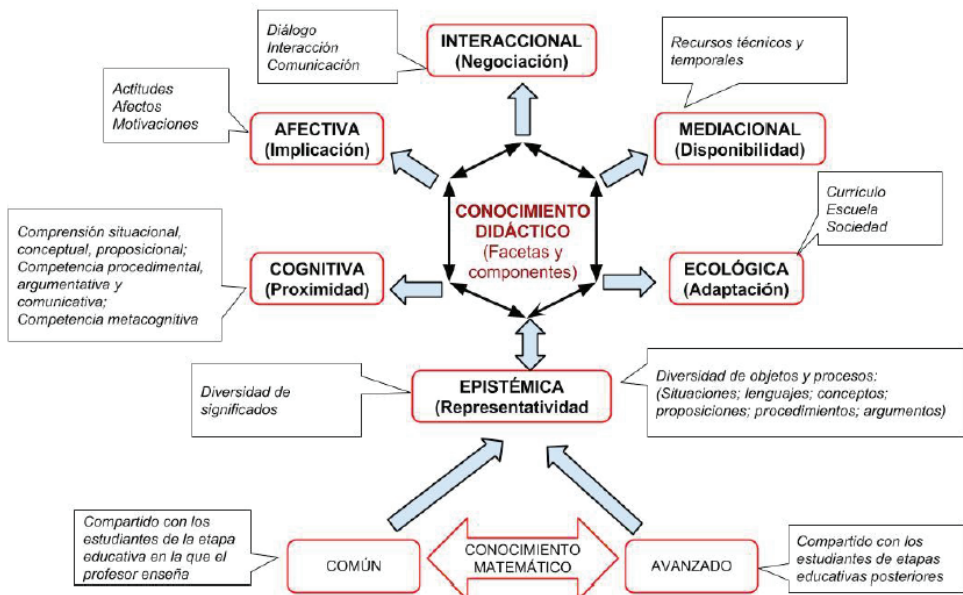 Diálogo
Interacción
Comunicación
INTERACCIONAL
(Negociación)
Recursos técnicos y
temporales
Actitudes
Afectos
Motivaciones
AFECTIVA
(Implicación)
MEDIACIONAL
(Disponibilidad)
CONOCIMIENTO
DIDÁCTICO
(Facetas y
componentes)
Currículo
Escuela
Sociedad
Comprensión situacional,
conceptual, proposicional;
Competencia procedimental,
argumentativa y
comunicativa;
Competencia metacognitiva
COGNITIVA
(Proximidad)
ECOLÓGICA
(Adaptación)
Diversidad de
significados
EPISTÉMICA
(Representatividad
Diversidad de objetos y procesos:
(Situaciones; lenguajes; conceptos;
proposiciones; procedimientos; argumentos)
Compartido con los
estudiantes de la etapa
educativa en la que el
profesor enseña
COMÚN
CONOCIMIENTO
MATEMÁTICO
AVANZADO
Compartido con los
estudiantes de etapas
educativas posteriores